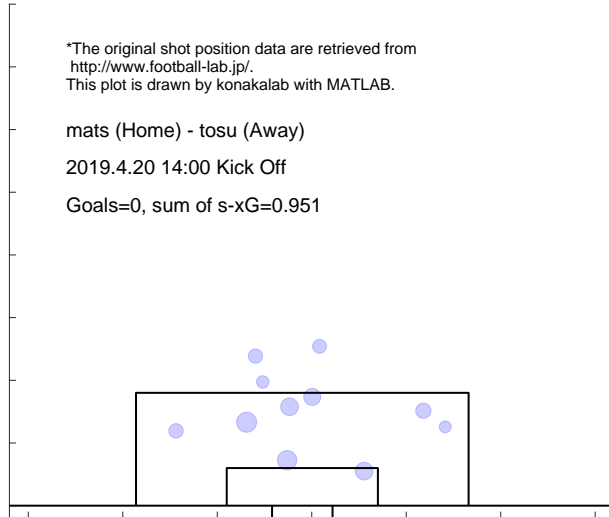 *The original shot position data are retrieved from
http://www.football-lab.jp/.
This plot is drawn by konakalab with MATLAB.
mats (Home) - tosu (Away)
2019.4.20 14:00 Kick Off
Goals=0, sum of s-xG=0.951